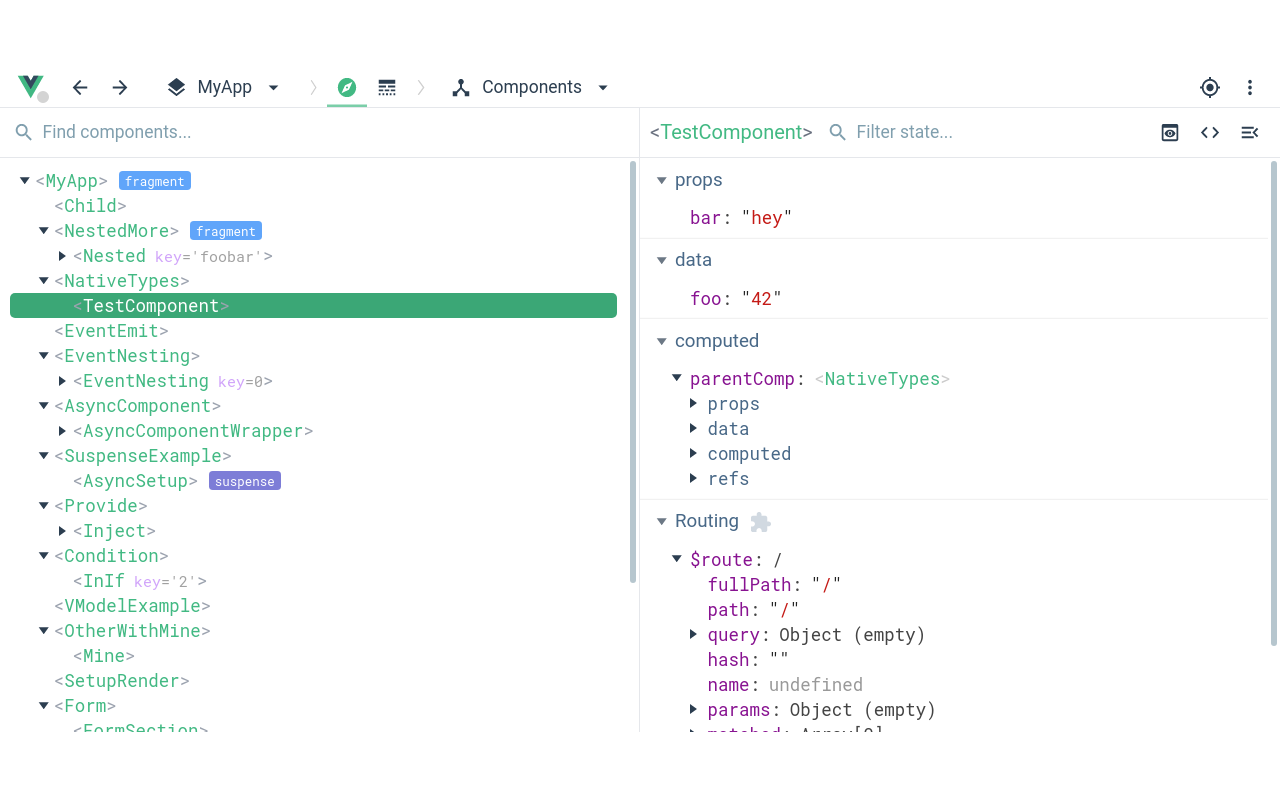 MyApp
Components
Find components...
<MyApp> fragment
<Child>
<NestedMore> fragment
<Nested key='foobar'>
<NativeTypes>
<TestComponent>
<EventEmit>
<EventNesting>
<EventNesting key=0>
<AsyncComponent>
<AsyncComponentWrapper>
<SuspenseExample>
<AsyncSetup> suspense
<Provide>
<Inject>
<Condition>
<InIf key='2'>
<VModelExample>
<OtherWithMine>
<Mine>
<SetupRender>
<Form>
<FormSection>
<TestComponent> Filter state...
props
bar: "hey"
data
foo: "42"
computed
parentComp: <NativeTypes>
props
data
computed
refs
Routing
$route: /
fullPath: "/"
path: "/"
query: Object (empty)
hash: ""
name: undefined
params: Object (empty)
matched: